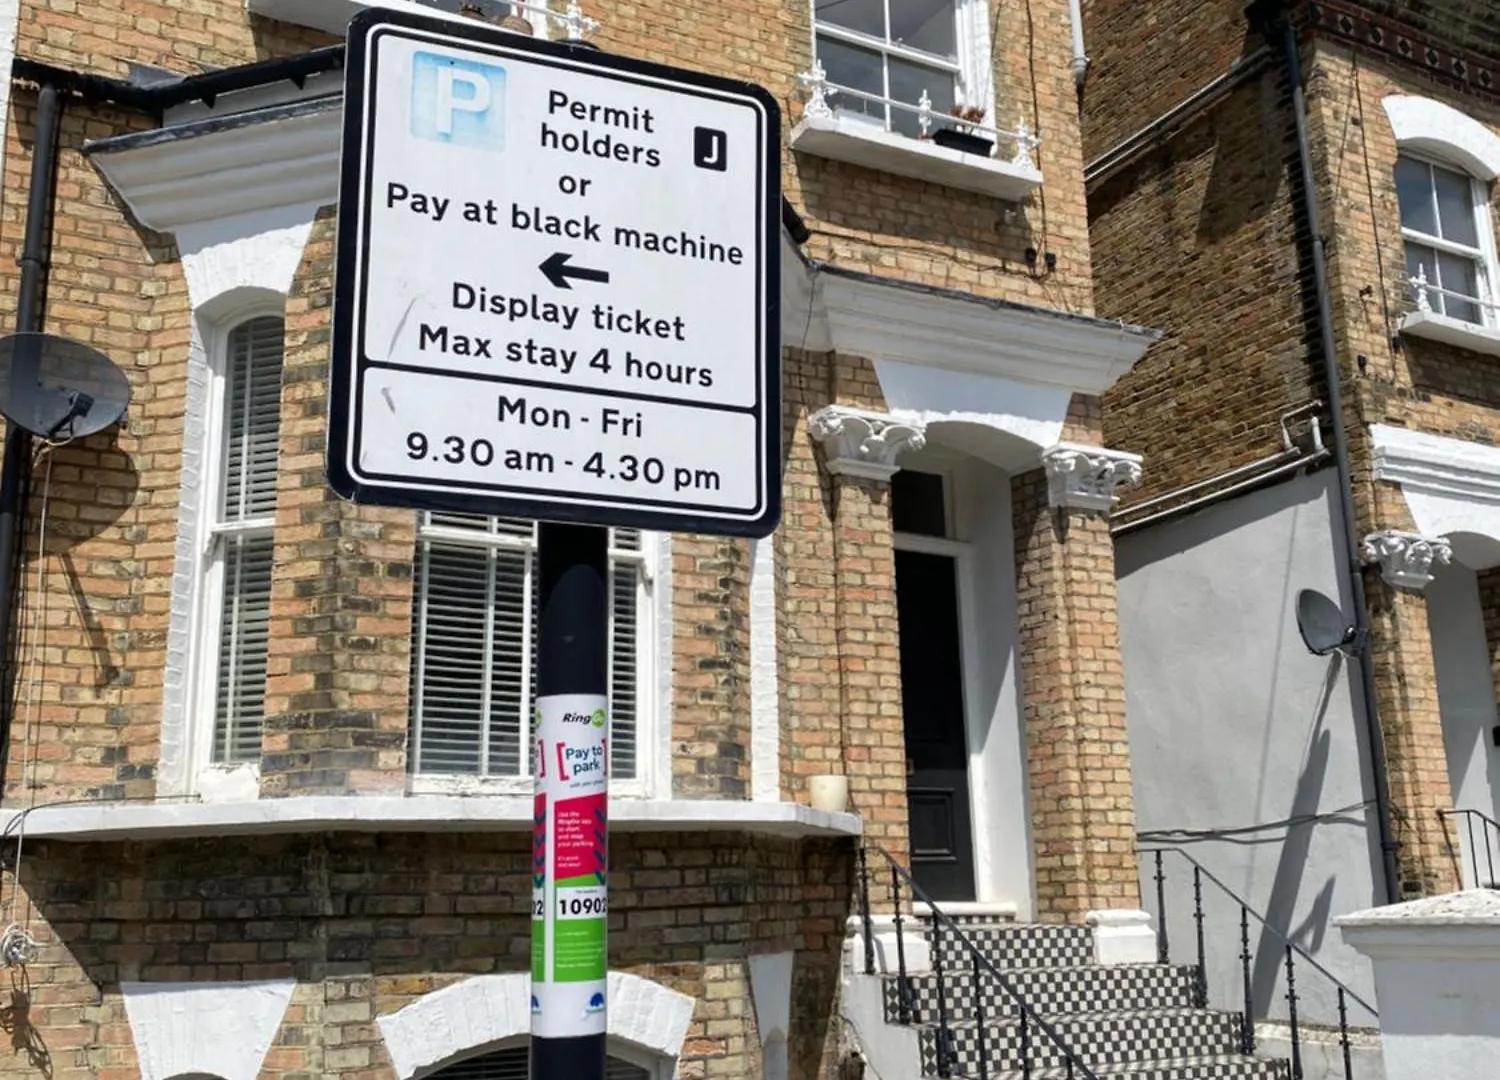 P
Permit
holders
J
or
Pay at black machine
Display ticket
Max stay 4 hours
Mon - Fri
9.30 am - 4.30 pm
RingGo
Pay to
park
10902